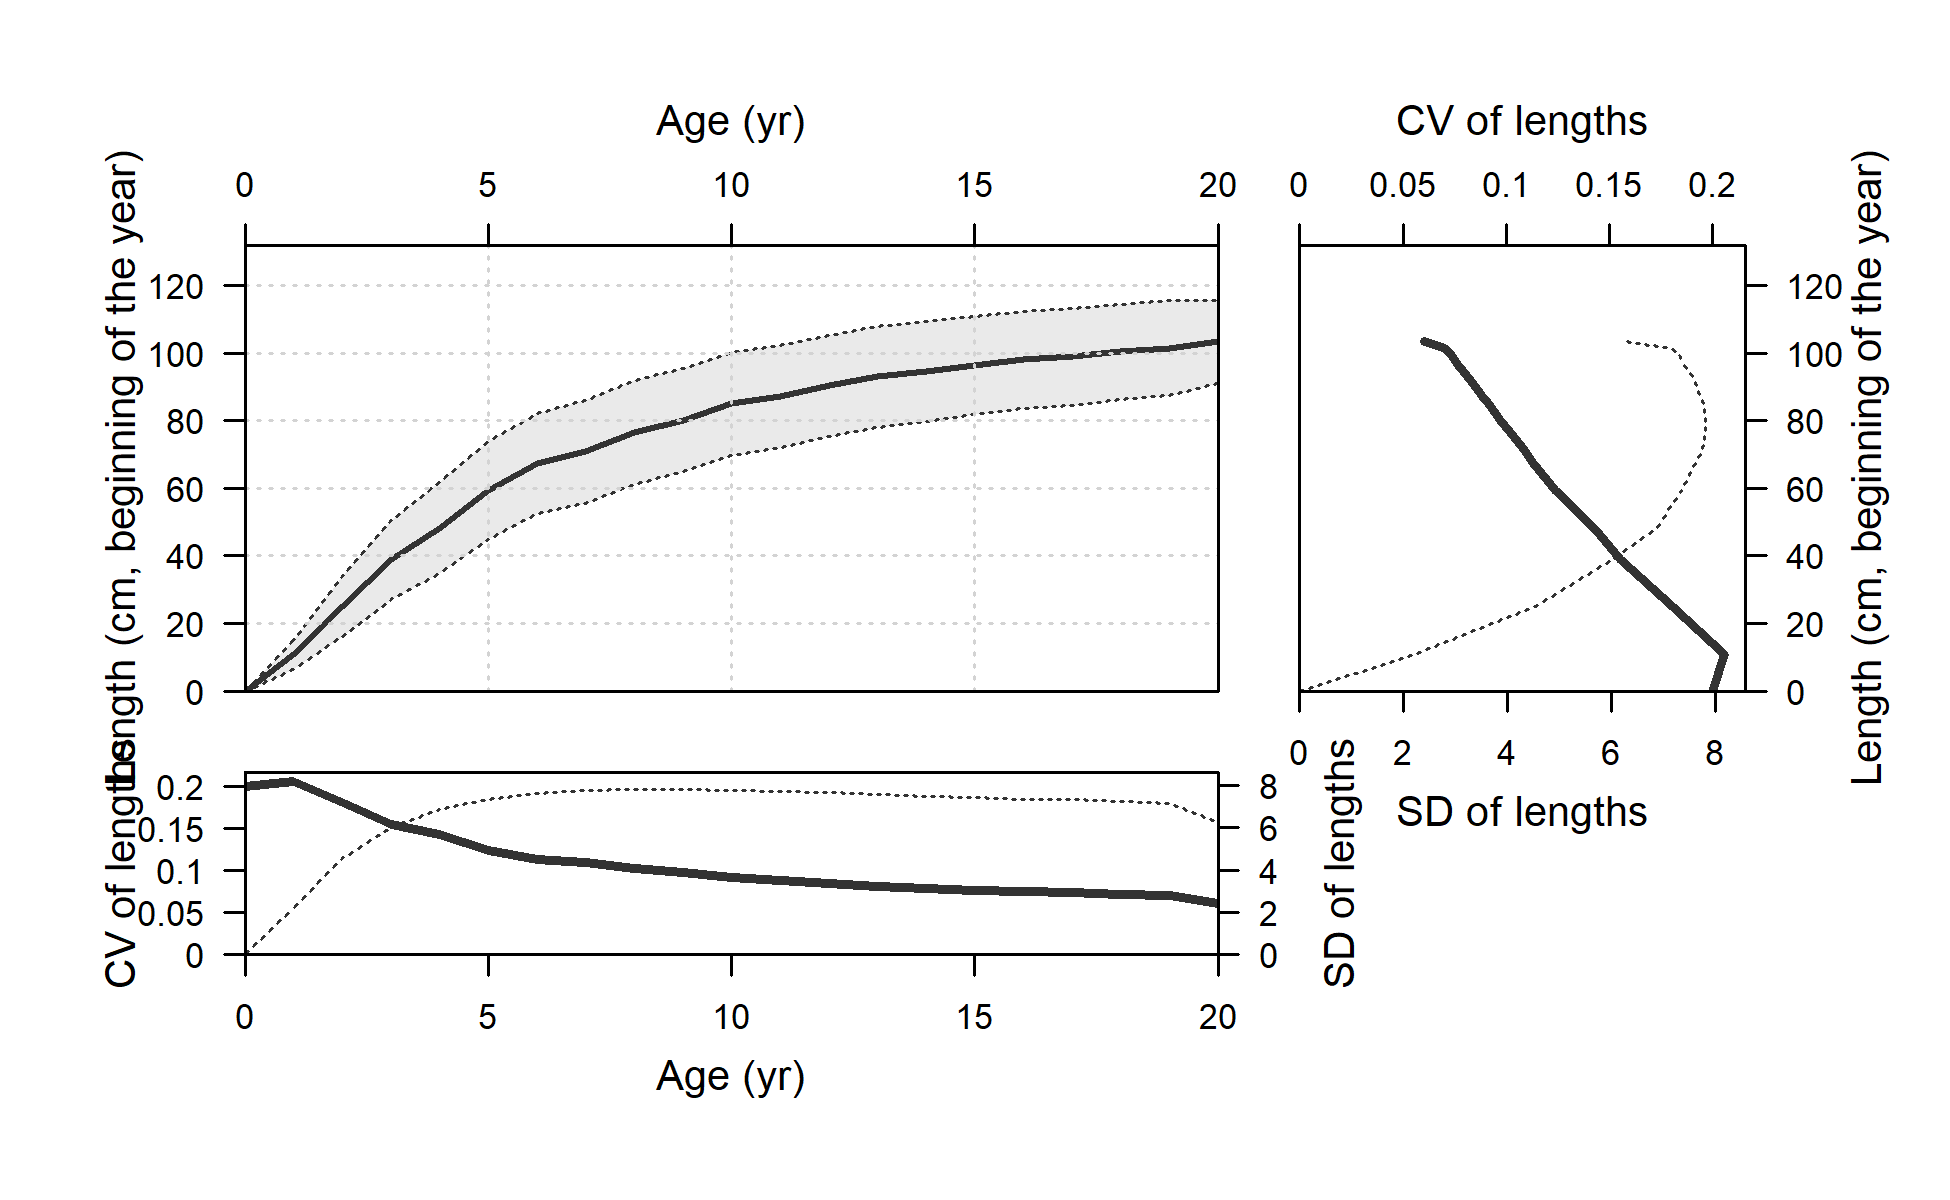 Age (yr)
CV of lengths
0 5 10 15 20
0 0.05 0.1 0.15 0.2
Length (cm, beginning of the year)
120
100
80
60
40
20
0
120
100
80
60
40
20
0
Length (cm, beginning of the year)
0 2 4 6 8
SD of lengths
CV of lengths
0.2
0.15
0.1
0.05
0
8
6
4
2
0
SD of lengths
0 5 10 15 20
Age (yr)